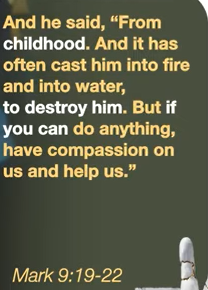 And he said, “From
childhood. And it has
often cast him into fire
and into water,
to destroy him. But if
you can do anything,
have compassion on
us and help us.”
Mark 9:19-22